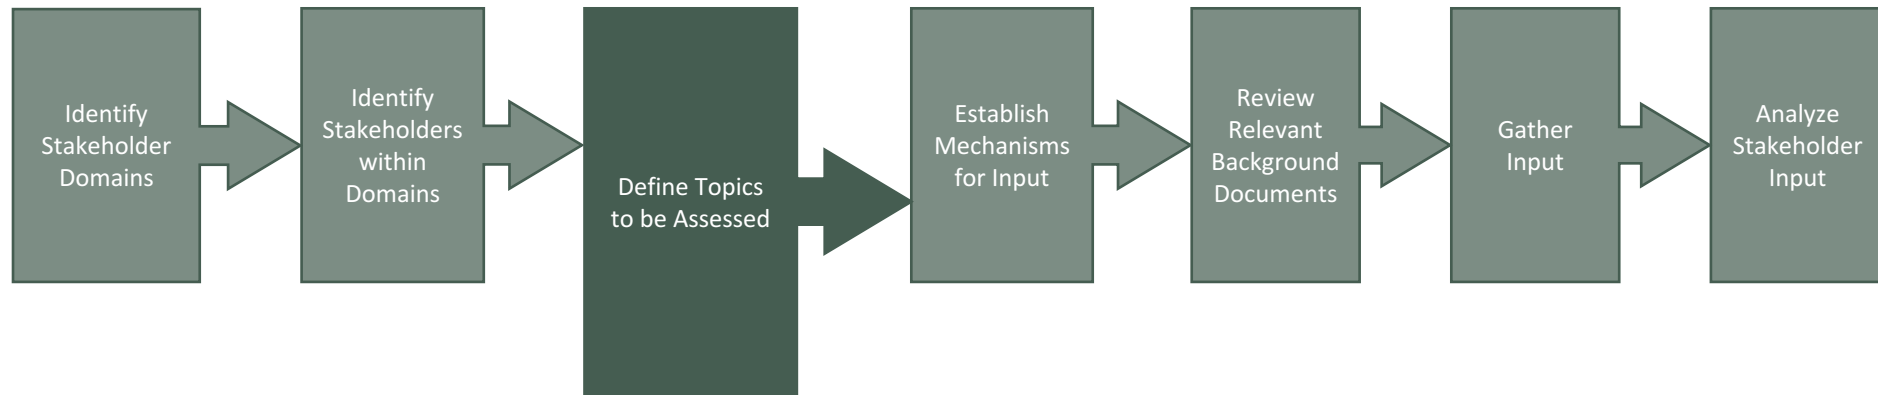 Identify
Stakeholder
Domains
Identify
Stakeholders
within
Domains
Define Topics
to be Assessed
Establish
Mechanisms
for Input
Review
Relevant
Background
Documents
Gather
Input
Analyze
Stakeholder
Input